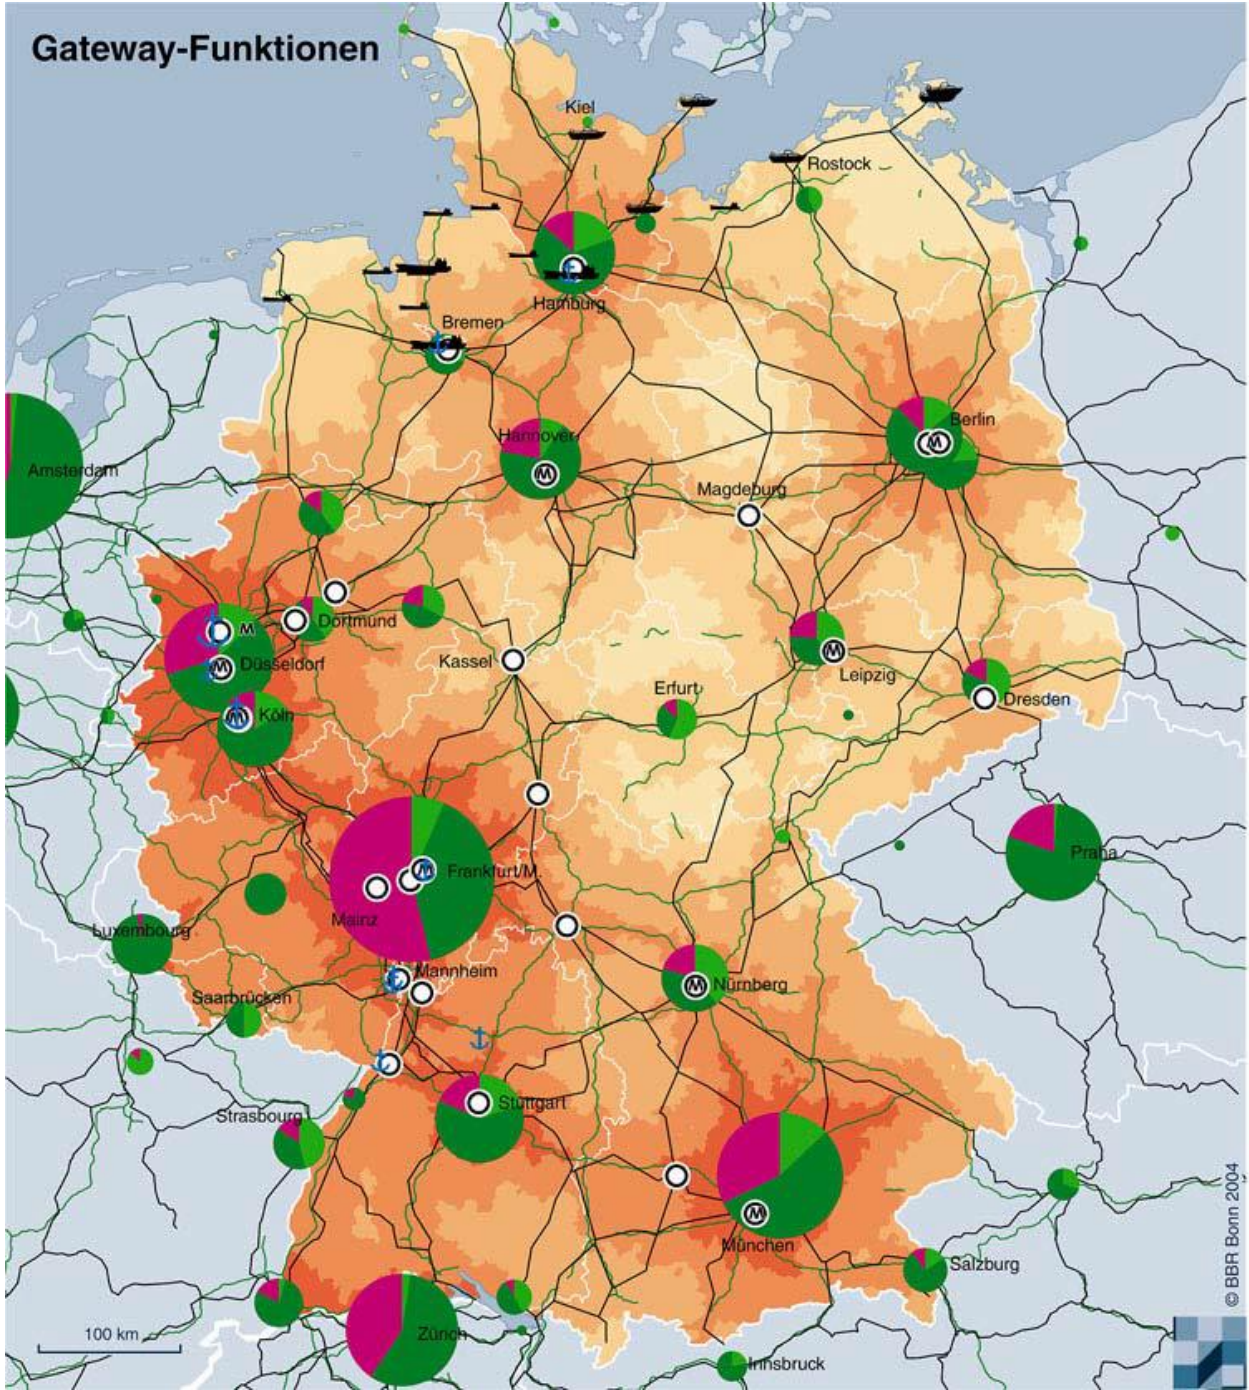 Gateway-Funktionen
Kiel
Rostock
Hamburg
Bremen
Berlin
Hannover
Amsterdam
Magdeburg
Dortmund
Kassel
Düsseldorf
Leipzig
Erfurt
Dresden
Köln
Praha
Frankfurt/M.
Mainz
Luxembourg
Mannheim
Nürnberg
Saarbrücken
Stuttgart
Strasbourg
München
Salzburg
Zürich
100 km
Innsbruck
© BBR Bonn 2004
M
M
M
M
M
M
M
M
M
M